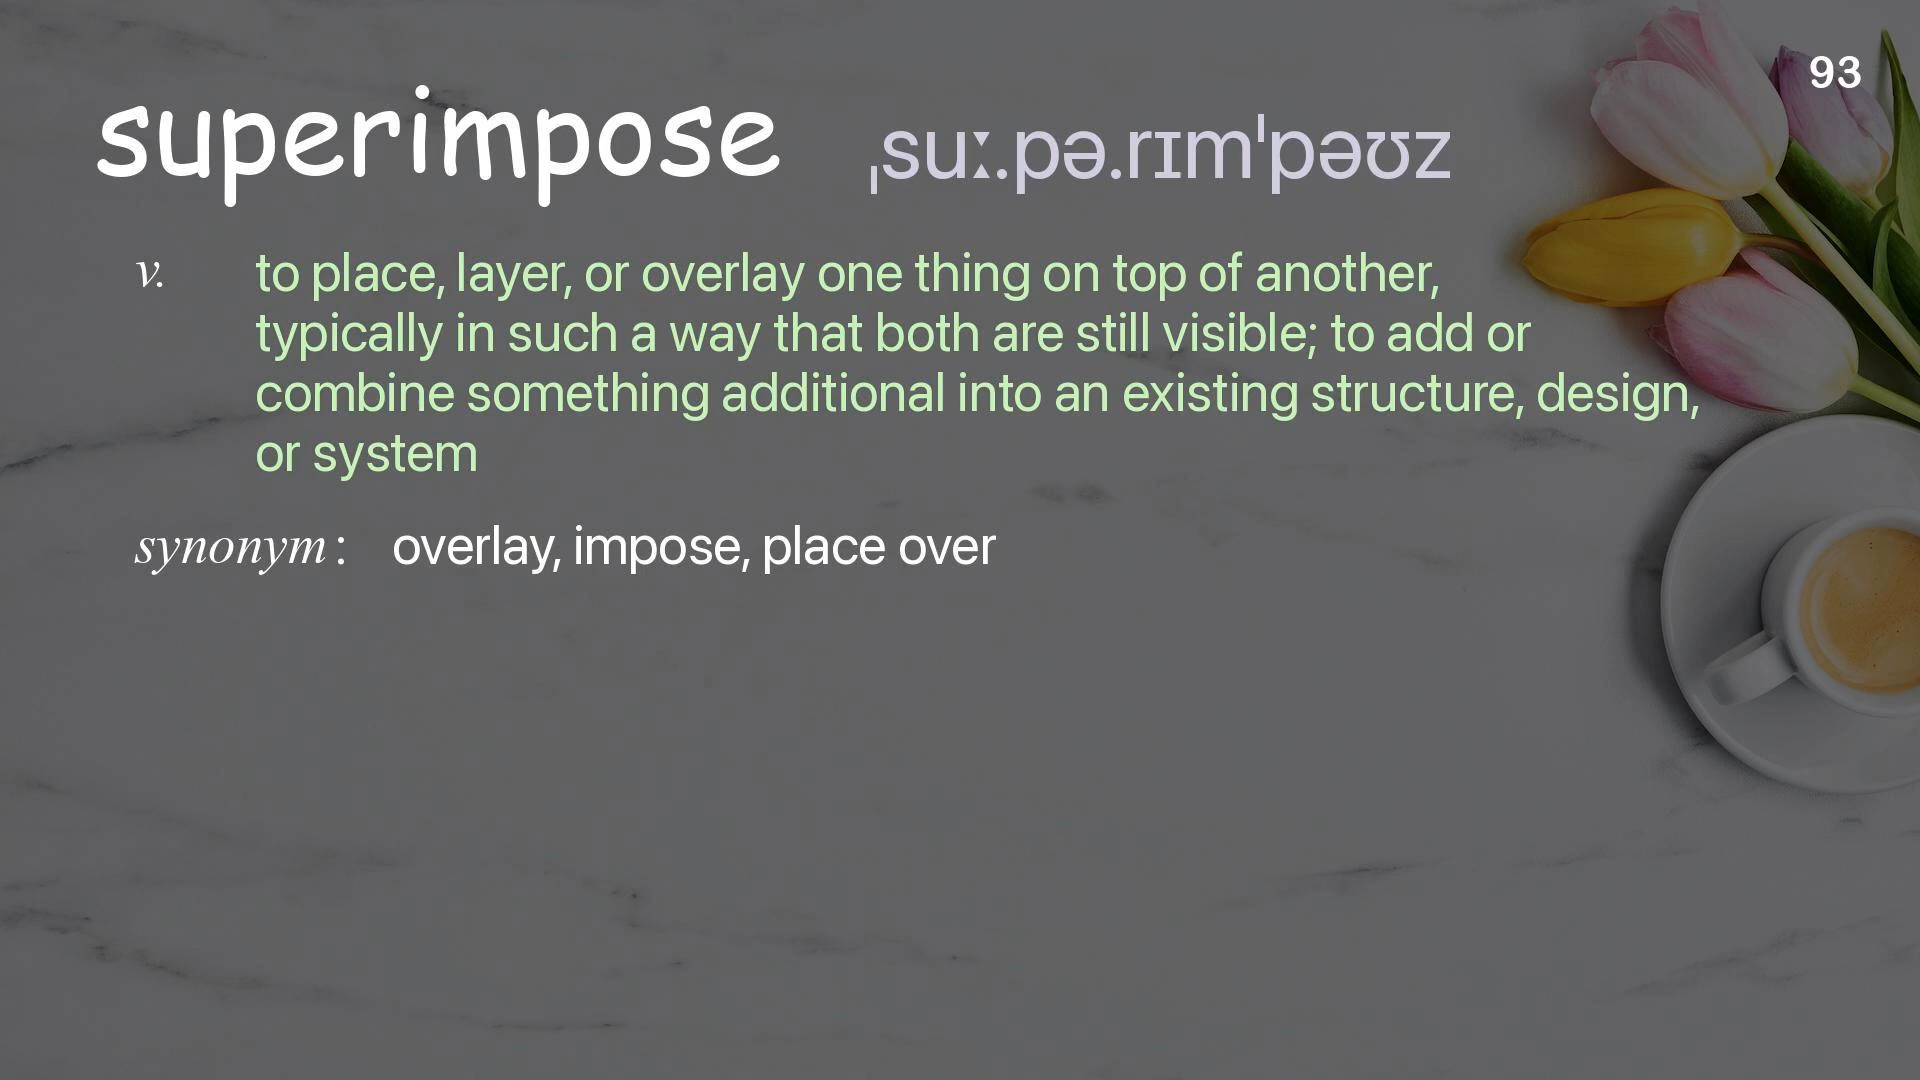 93
superimpose ˌsuː.pə.rɪmˈpəʊz
v. to place, layer, or overlay one thing on top of another,
typically in such a way that both are still visible; to add or
combine something additional into an existing structure, design,
or system
synonym : overlay, impose, place over